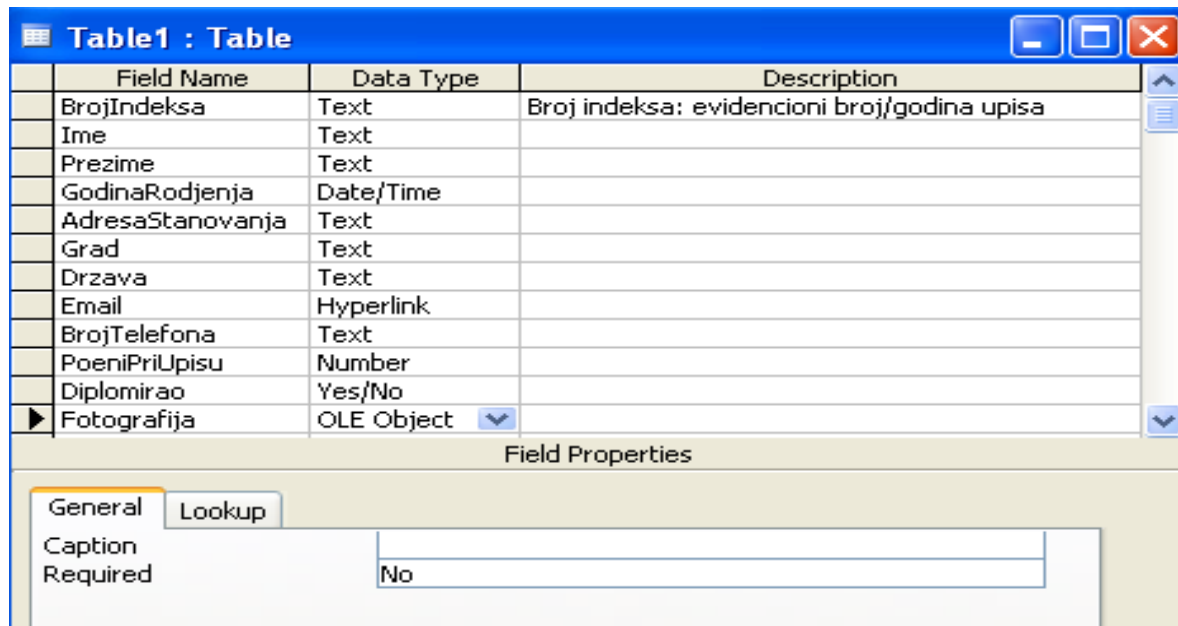 Table1 : Table
Field Name Data Type Description
BrojIndeksa Text Broj indeksa: evidencioni broj/godina upisa
Ime Text
Prezime Text
GodinaRodjenja Date/Time
AdresaStanovanja Text
Grad Text
Drzava Text
Email Hyperlink
BrojTelefona Text
PoeniPriUpisu Number
Diplomirao Yes/No
Fotografija OLE Object
Field Properties
General Lookup
Caption
Required No